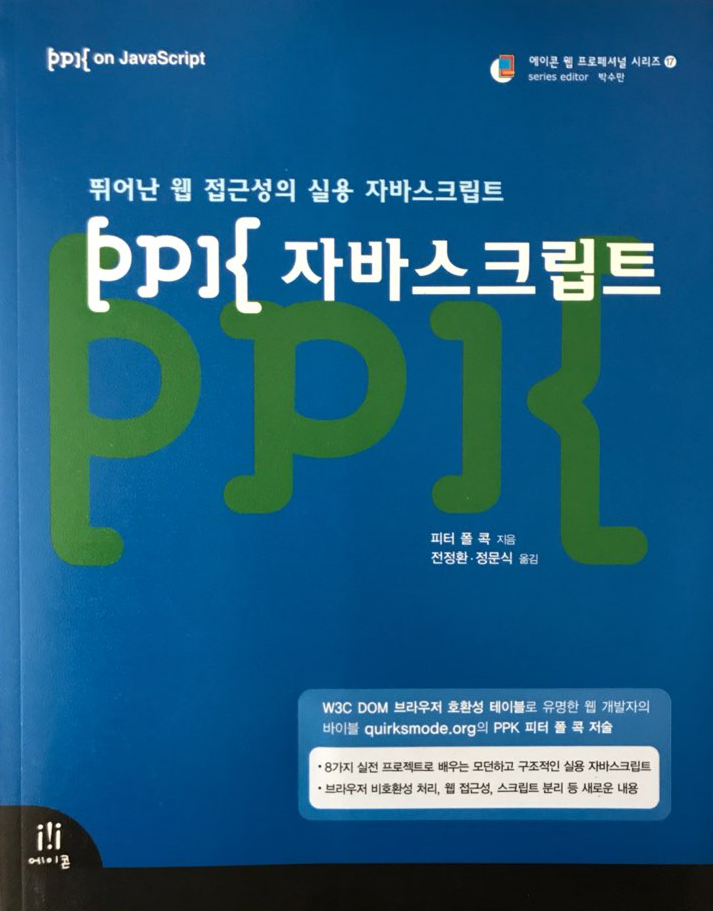 ppk on JavaScript
에이콘 웹 프로페셔널 시리즈 17
series editor 박수만
뛰어난 웹 접근성의 실용 자바스크립트
ppk 자바스크립트
ppk
피터 폴 콕 지음
전정환·정문식 옮김
W3C DOM 브라우저 호환성 테이블로 유명한 웹 개발자의
바이블 quirksmode.org의 PPK 피터 폴 콕 저술
•8가지 실전 프로젝트로 배우는 모던하고 구조적인 실용 자바스크립트
•브라우저 비호환성 처리, 웹 접근성, 스크립트 분리 등 새로운 내용
에이콘